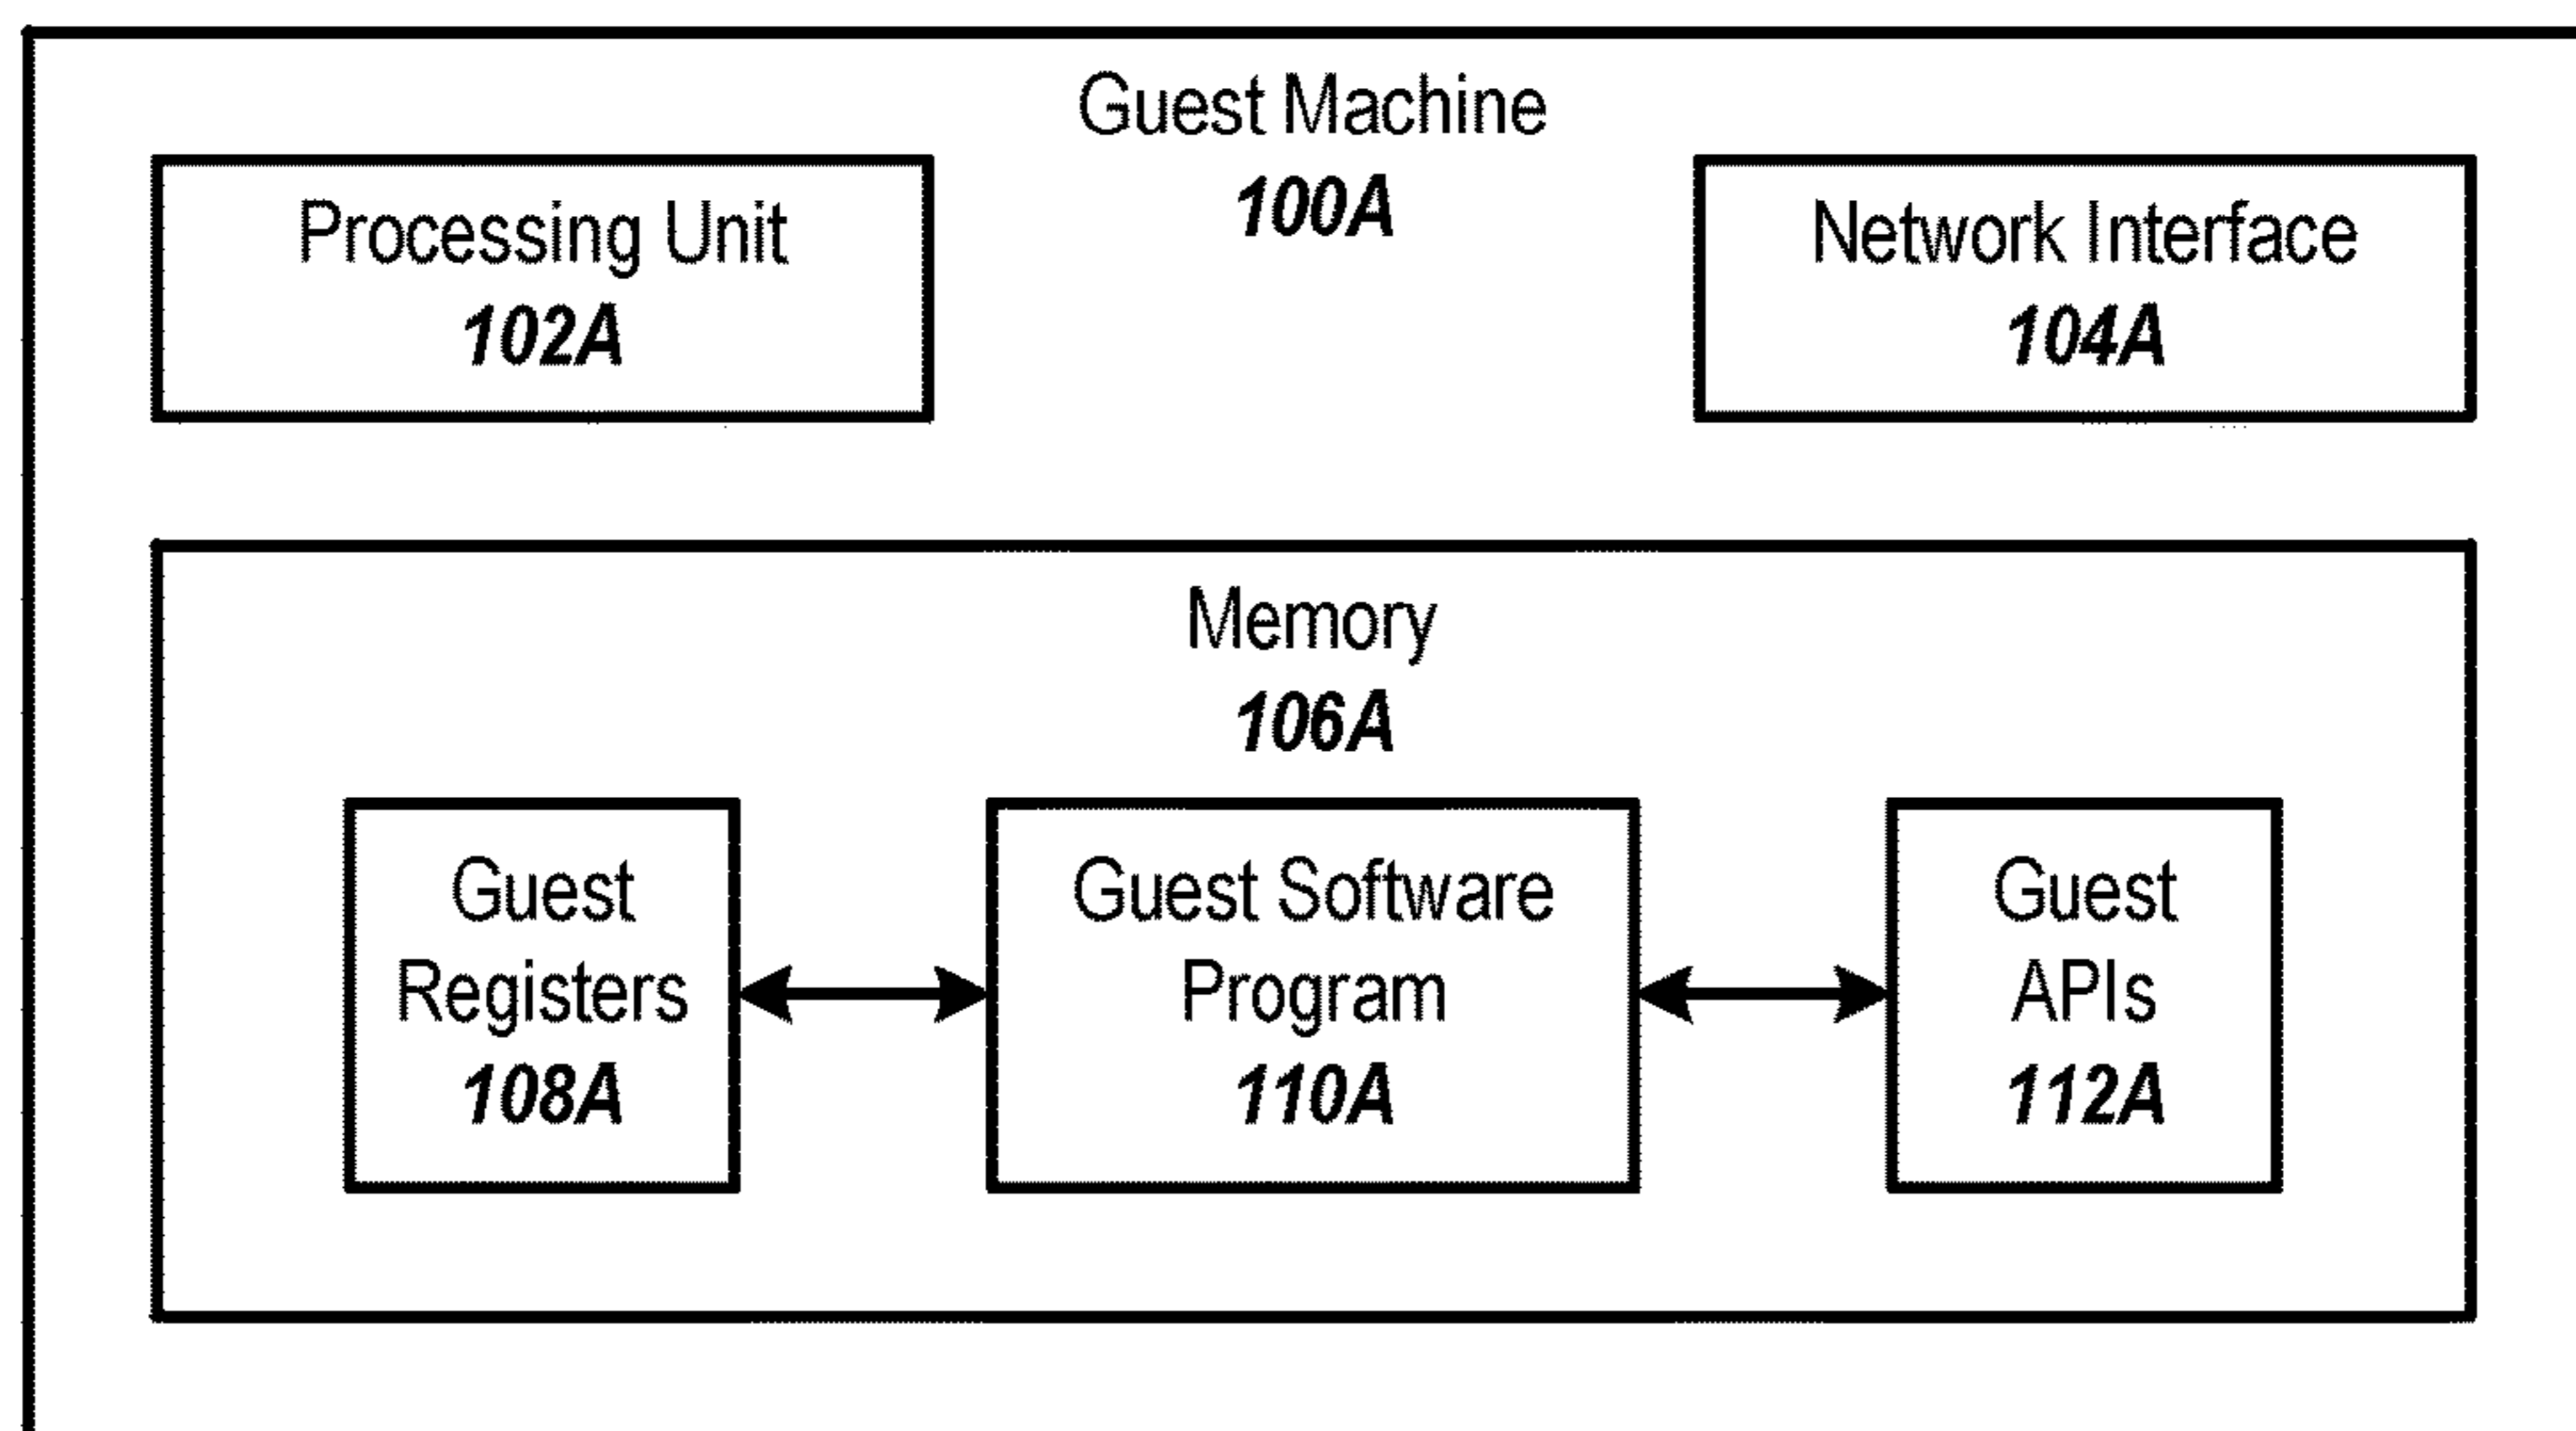 Guest Machine
100A
Processing Unit
102A
Network Interface
104A
Memory
106A
Guest
Registers
108A
Guest Software
Program
110A
Guest
APIs
112A